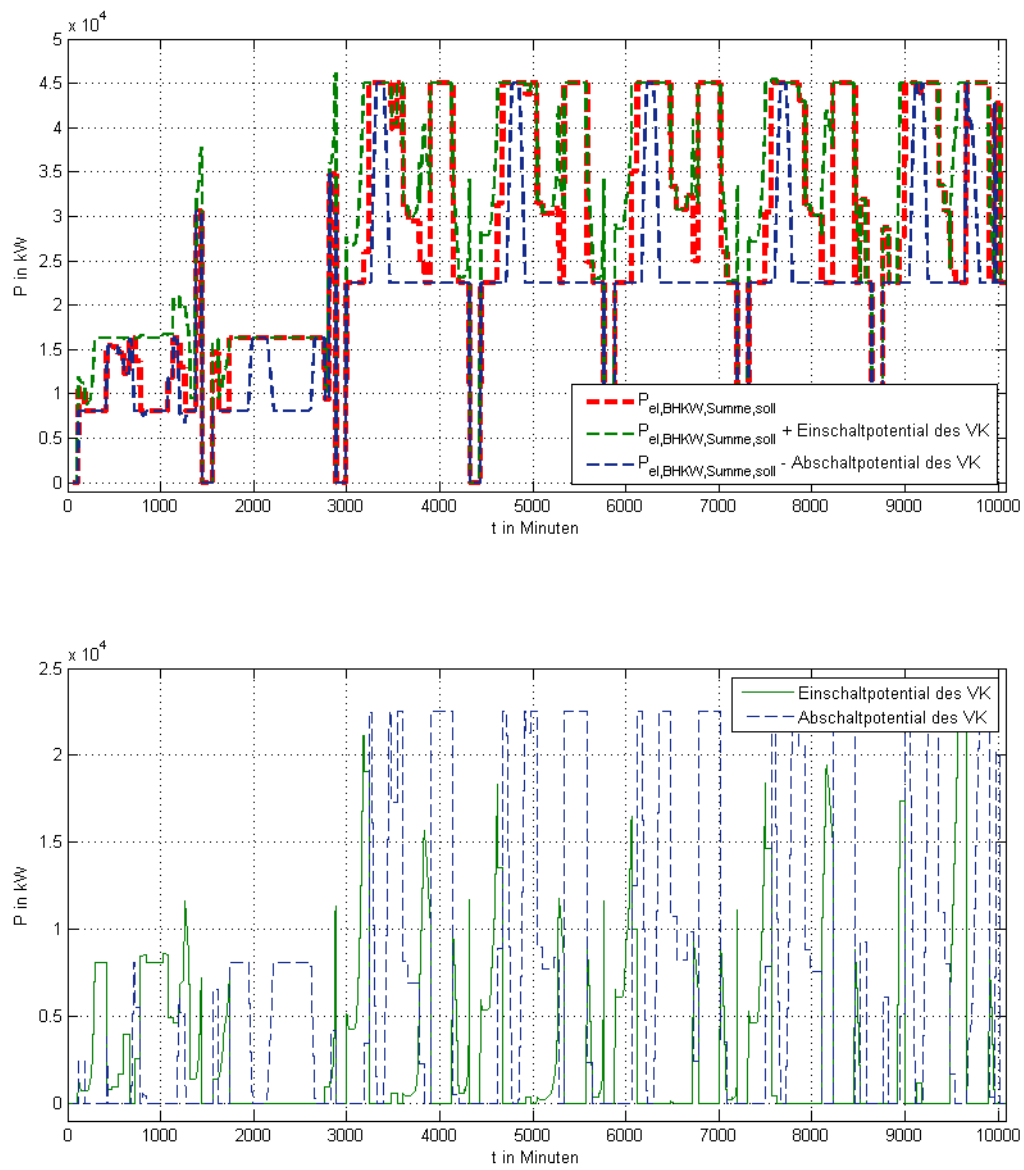 x 10⁴
5
4.5
4
3.5
3
2.5
2
1.5
1
0.5
0
P in kW
0 1000 2000 3000 4000 5000 6000 7000 8000 9000 10000
t in Minuten
P_el,BHKW,Summe,soll
P_el,BHKW,Summe,soll + Einschaltpotential des VK
P_el,BHKW,Summe,soll - Abschaltpotential des VK
x 10⁴
2.5
2
1.5
1
0.5
0
P in kW
0 1000 2000 3000 4000 5000 6000 7000 8000 9000 10000
t in Minuten
Einschaltpotential des VK
Abschaltpotential des VK